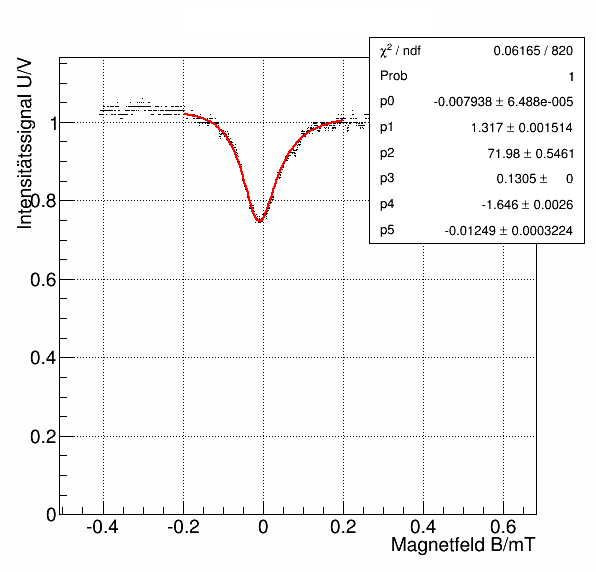 χ² / ndf 0.06165 / 820
Prob 1
p0 -0.007938 ± 6.488e-005
p1 1.317 ± 0.001514
p2 71.98 ± 0.5461
p3 0.1305 ± 0
p4 -1.646 ± 0.0026
p5 -0.01249 ± 0.0003224
Intensitätssignal U/V
1
0.8
0.6
0.4
0.2
0
-0.4 -0.2 0 0.2 0.4 0.6
Magnetfeld B/mT